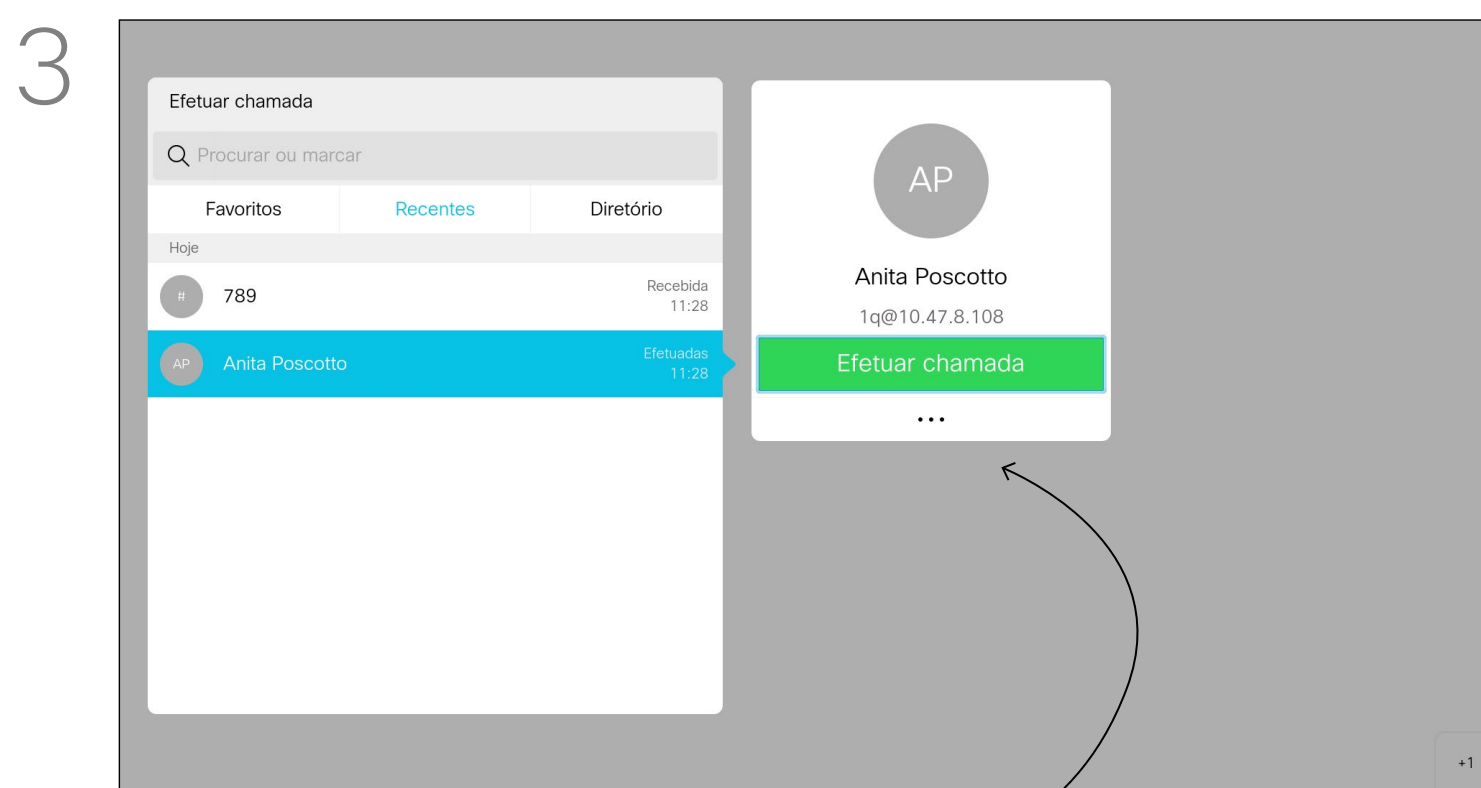 3
Efetuar chamada
Procurar ou marcar
Favoritos Recentes Diretório
Hoje
# 789 Recebida
11:28
AP Anita Poscotto Efetuadas
11:28
AP
Anita Poscotto
1q@10.47.8.108
Efetuar chamada
...
+1